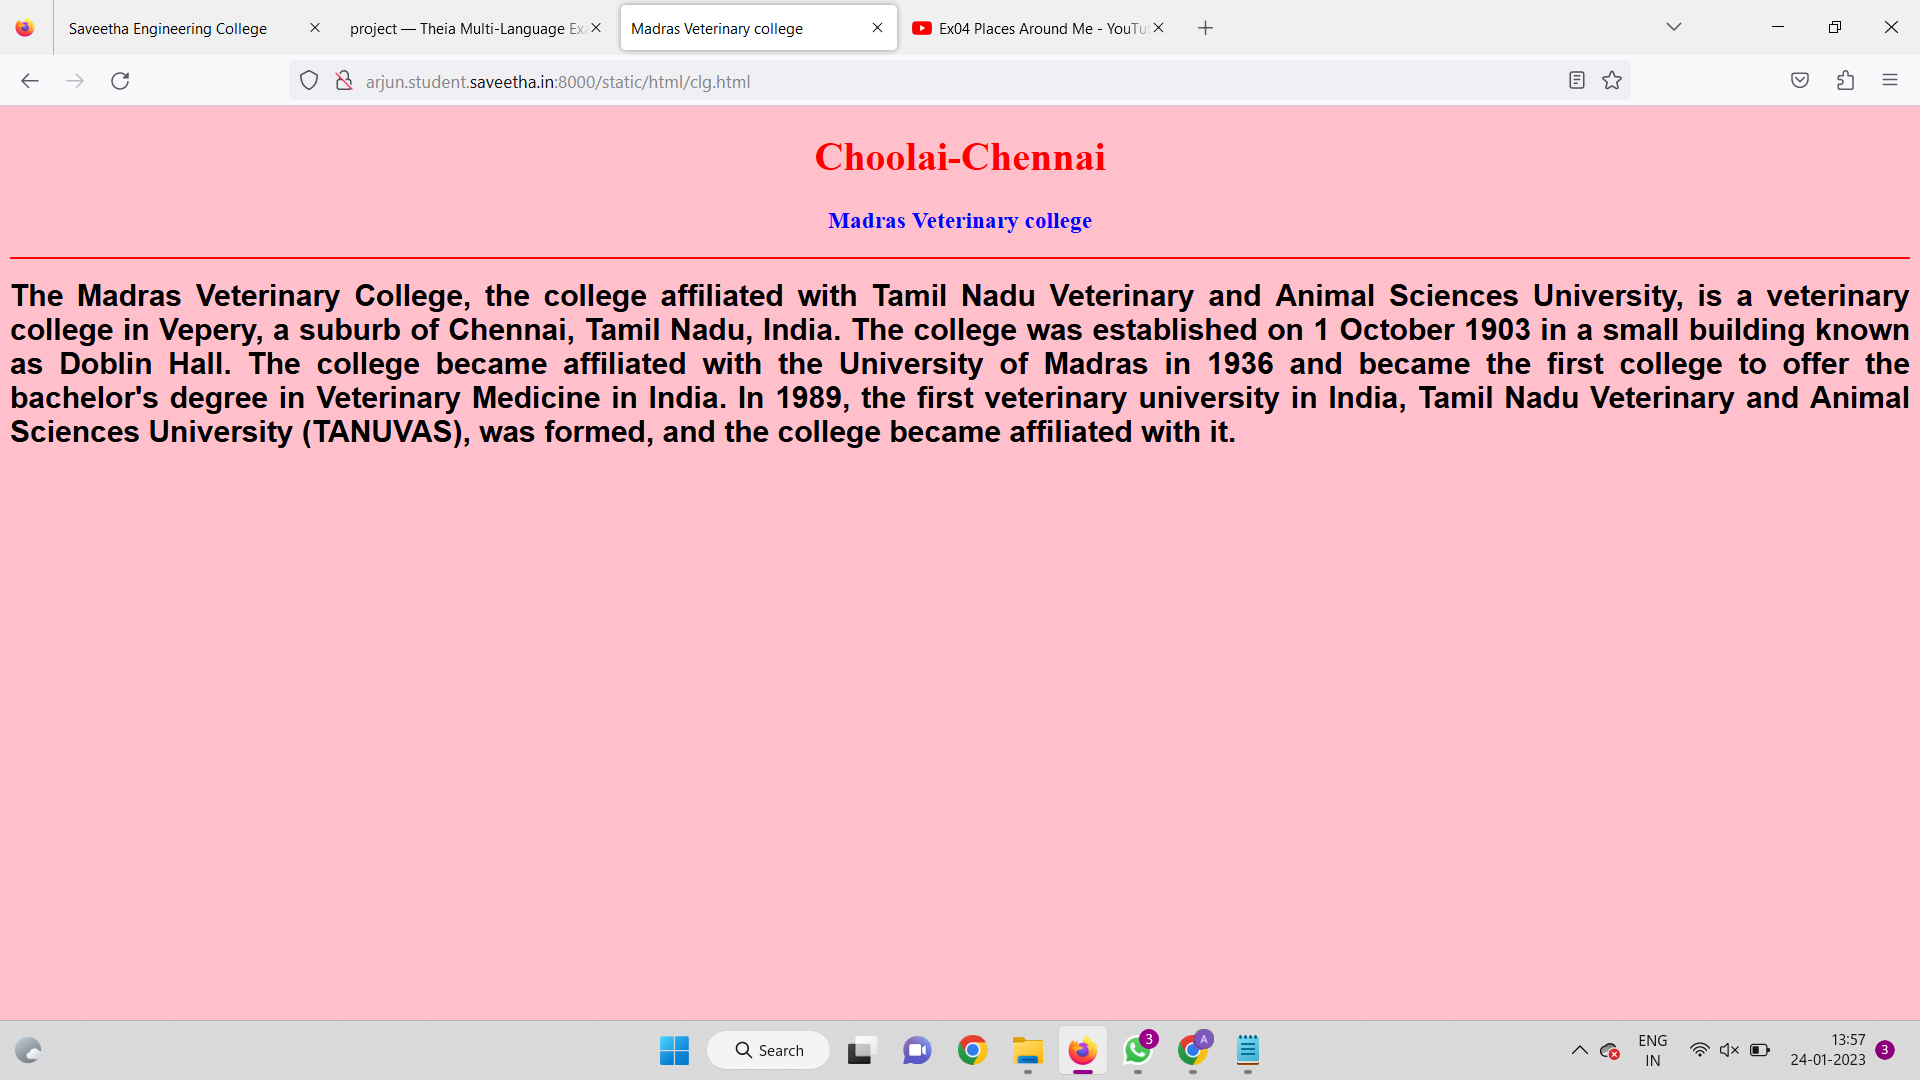 Saveetha Engineering College
project — Theia Multi-Language Ex
Madras Veterinary college
Ex04 Places Around Me - YouTu
arjun.student.saveetha.in:8000/static/html/clg.html
Choolai-Chennai
Madras Veterinary college
The Madras Veterinary College, the college affiliated with Tamil Nadu Veterinary and Animal Sciences University, is a veterinary
college in Vepery, a suburb of Chennai, Tamil Nadu, India. The college was established on 1 October 1903 in a small building known
as Doblin Hall. The college became affiliated with the University of Madras in 1936 and became the first college to offer the
bachelor's degree in Veterinary Medicine in India. In 1989, the first veterinary university in India, Tamil Nadu Veterinary and Animal
Sciences University (TANUVAS), was formed, and the college became affiliated with it.
Search
3
A
ENG
IN
13:57
24-01-2023
3